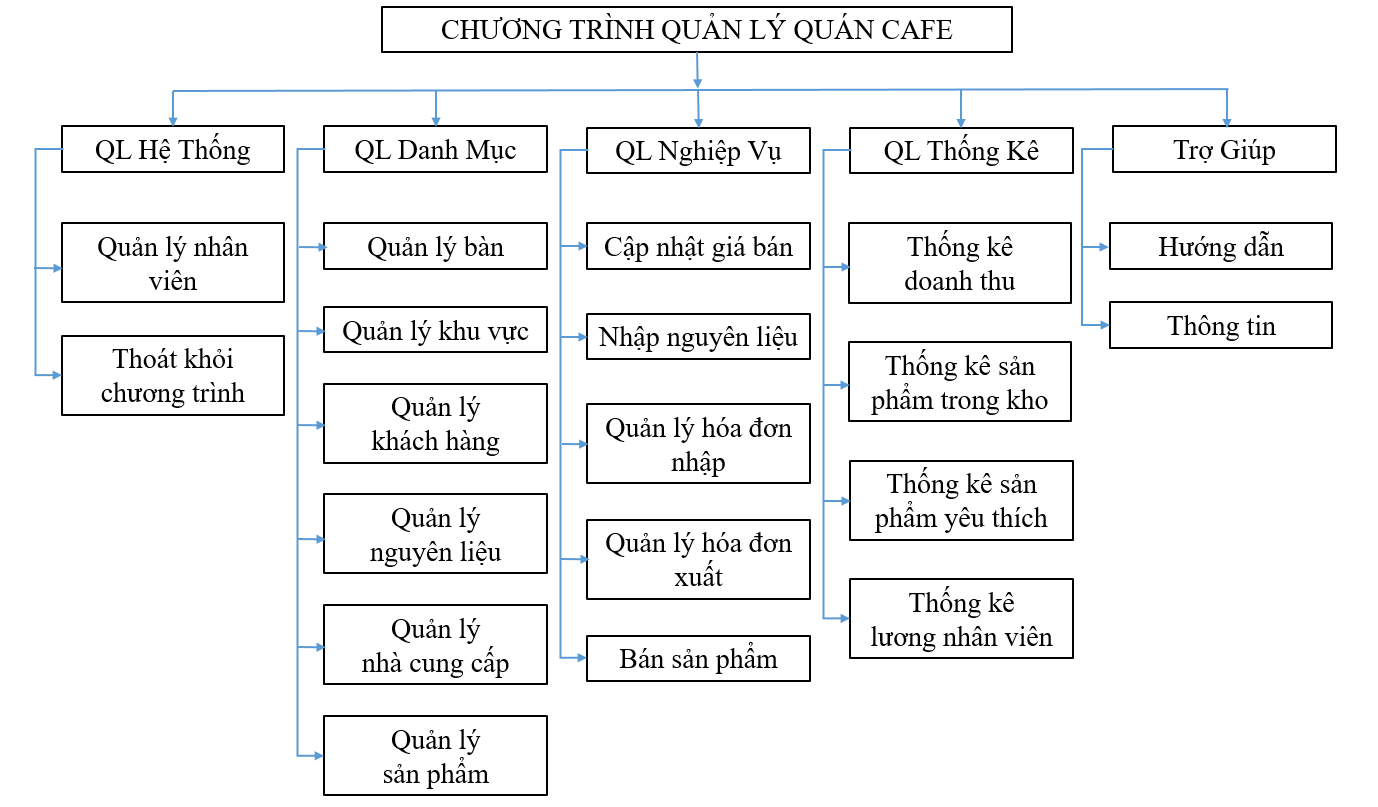 CHƯƠNG TRÌNH QUẢN LÝ QUÁN CAFE
QL Hệ Thống
Quản lý nhân
viên
Thoát khỏi
chương trình
QL Danh Mục
Quản lý bàn
Quản lý khu vực
Quản lý
khách hàng
Quản lý
nguyên liệu
Quản lý
nhà cung cấp
Quản lý
sản phẩm
QL Nghiệp Vụ
Cập nhật giá bán
Nhập nguyên liệu
Quản lý hóa đơn
nhập
Quản lý hóa đơn
xuất
Bán sản phẩm
QL Thống Kê
Thống kê
doanh thu
Thống kê sản
phẩm trong kho
Thống kê sản
phẩm yêu thích
Thống kê
lương nhân viên
Trợ Giúp
Hướng dẫn
Thông tin